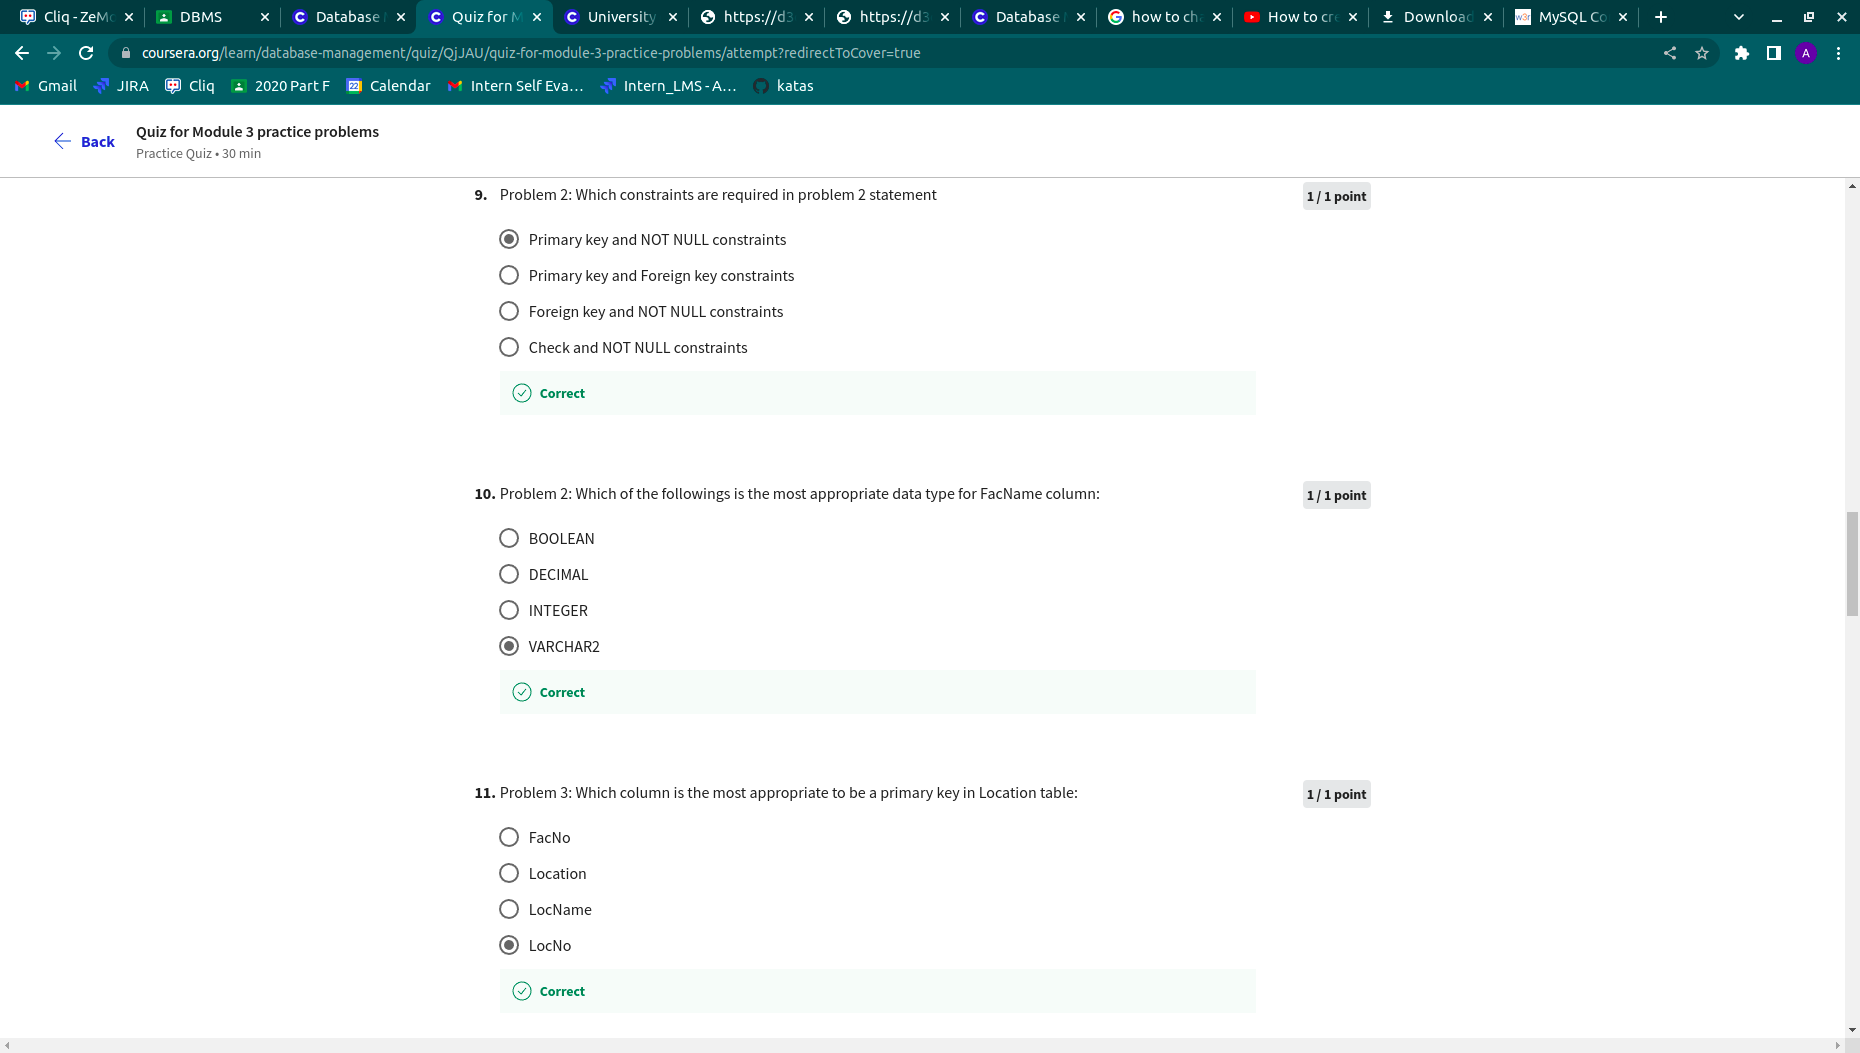 Cliq - ZeMo
DBMS
Database
Quiz for M
University
https://d3
https://d3
Database
how to ch
How to cre
Download
MySQL Co
coursera.org/learn/database-management/quiz/QjJAU/quiz-for-module-3-practice-problems/attempt?redirectToCover=true
A
Gmail
JIRA
Cliq
2020 Part F
22
Calendar
Intern Self Eva...
Intern_LMS - A...
katas
Back
Quiz for Module 3 practice problems
Practice Quiz • 30 min
9. Problem 2: Which constraints are required in problem 2 statement
1 / 1 point
Primary key and NOT NULL constraints
Primary key and Foreign key constraints
Foreign key and NOT NULL constraints
Check and NOT NULL constraints
Correct
10. Problem 2: Which of the followings is the most appropriate data type for FacName column:
1 / 1 point
BOOLEAN
DECIMAL
INTEGER
VARCHAR2
Correct
11. Problem 3: Which column is the most appropriate to be a primary key in Location table:
1 / 1 point
FacNo
Location
LocName
LocNo
Correct